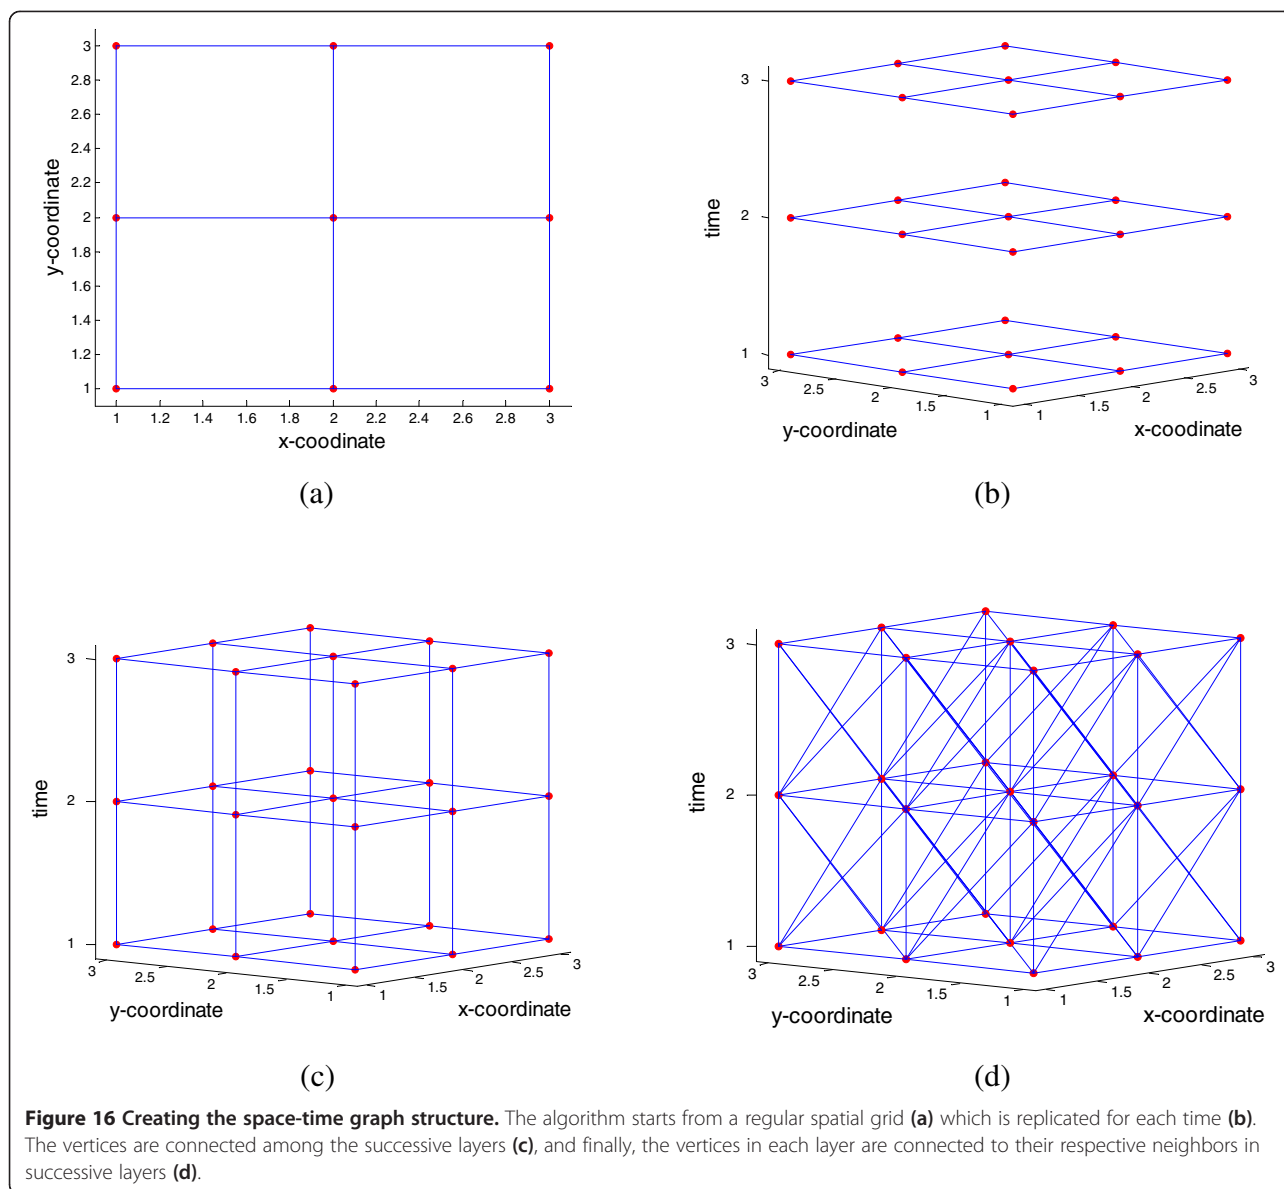 3
2.8
2.6
2.4
2.2
2
1.8
1.6
1.4
1.2
1
y-coordinate
1 1.2 1.4 1.6 1.8 2 2.2 2.4 2.6 2.8 3
x-coodinate
(a)
3
2
1
time
3 2.5 2 1.5 1
1 1.5 2 2.5 3
y-coordinate
x-coordinate
(b)
3
2
1
time
3 2.5 2 1.5 1
1 1.5 2 2.5 3
y-coordinate
x-coordinate
(c)
3
2
1
time
3 2.5 2 1.5 1
1 1.5 2 2.5 3
y-coordinate
x-coordinate
(d)
Figure 16 Creating the space-time graph structure. The algorithm starts from a regular spatial grid (a) which is replicated for each time (b).
The vertices are connected among the successive layers (c), and finally, the vertices in each layer are connected to their respective neighbors in
successive layers (d).